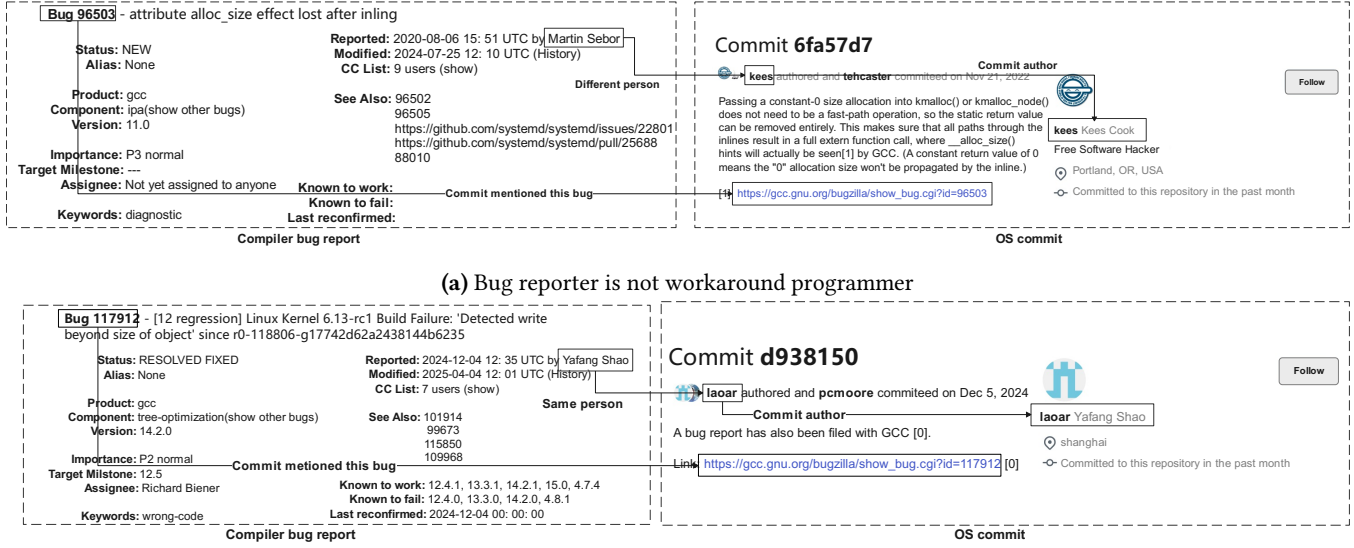 Bug 96503 - attribute alloc_size effect lost after inling
Status: NEW
Alias: None
Product: gcc
Component: ipa(show other bugs)
Version: 11.0
Importance: P3 normal
Target Milestone: ---
Assignee: Not yet assigned to anyone
Keywords: diagnostic
Reported: 2020-08-06 15: 51 UTC by Martin Sebor
Modified: 2024-07-25 12: 10 UTC (History)
CC List: 9 users (show)
See Also: 96502
96505
https://github.com/systemd/systemd/issues/22801
https://github.com/systemd/systemd/pull/25688
88010
Known to work:
Known to fail:
Last reconfirmed:
Different person
Commit mentioned this bug
Compiler bug report
Commit 6fa57d7
kees authored and tehcaster commiteed on Nov 21, 2022
Commit author
Follow
Passing a constant-0 size allocation into kmalloc() or kmalloc_node()
does not need to be a fast-path operation, so the static return value
can be removed entirely. This makes sure that all paths through the
inlines result in a full extern function call, where __alloc_size()
hints will actually be seen[1] by GCC. (A constant return value of 0
means the "0" allocation size won't be propagated by the inline.)
[1] https://gcc.gnu.org/bugzilla/show_bug.cgi?id=96503
kees Kees Cook
Free Software Hacker
Portland, OR, USA
Committed to this repository in the past month
OS commit
(a) Bug reporter is not workaround programmer
Bug 117912 - [12 regression] Linux Kernel 6.13-rc1 Build Failure: 'Detected write
beyond size of object' since r0-118806-g17742d62a2438144b6235
Status: RESOLVED FIXED
Alias: None
Product: gcc
Component: tree-optimization(show other bugs)
Version: 14.2.0
Importance: P2 normal
Target Milstone: 12.5
Assignee: Richard Biener
Keywords: wrong-code
Reported: 2024-12-04 12: 35 UTC by Yafang Shao
Modified: 2025-04-04 12: 01 UTC (History)
CC List: 7 users (show)
See Also: 101914
99673
115850
109968
Known to work: 12.4.1, 13.3.1, 14.2.1, 15.0, 4.7.4
Known to fail: 12.4.0, 13.3.0, 14.2.0, 4.8.1
Last reconfirmed: 2024-12-04 00: 00: 00
Same person
Commit metioned this bug
Compiler bug report
Commit d938150
laoar authored and pcmoore commiteed on Dec 5, 2024
Commit author
Follow
A bug report has also been filed with GCC [0].
Link https://gcc.gnu.org/bugzilla/show_bug.cgi?id=117912 [0]
laoar Yafang Shao
shanghai
Committed to this repository in the past month
OS commit